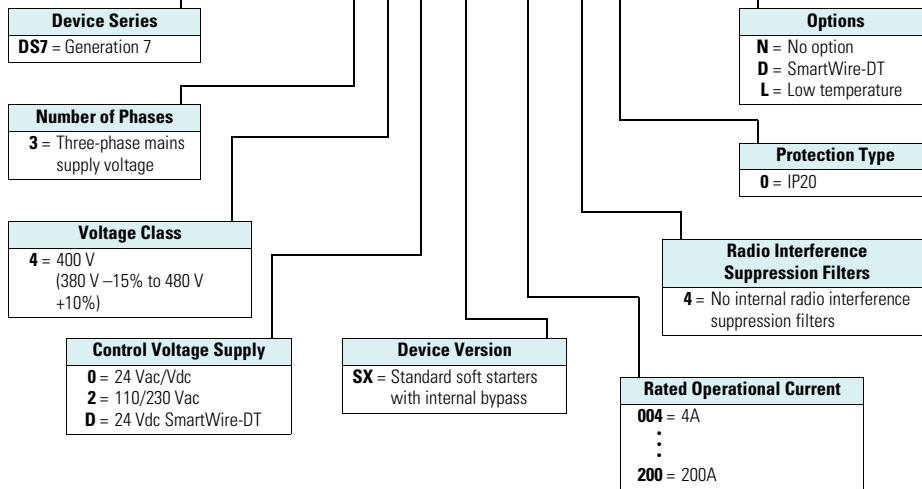 Device Series
DS7 = Generation 7
Options
N = No option
D = SmartWire-DT
L = Low temperature
Number of Phases
3 = Three-phase mains
supply voltage
Protection Type
0 = IP20
Voltage Class
4 = 400 V
(380 V –15% to 480 V
+10%)
Radio Interference
Suppression Filters
4 = No internal radio interference
suppression filters
Control Voltage Supply
0 = 24 Vac/Vdc
2 = 110/230 Vac
D = 24 Vdc SmartWire-DT
Device Version
SX = Standard soft starters
with internal bypass
Rated Operational Current
004 = 4A
200 = 200A